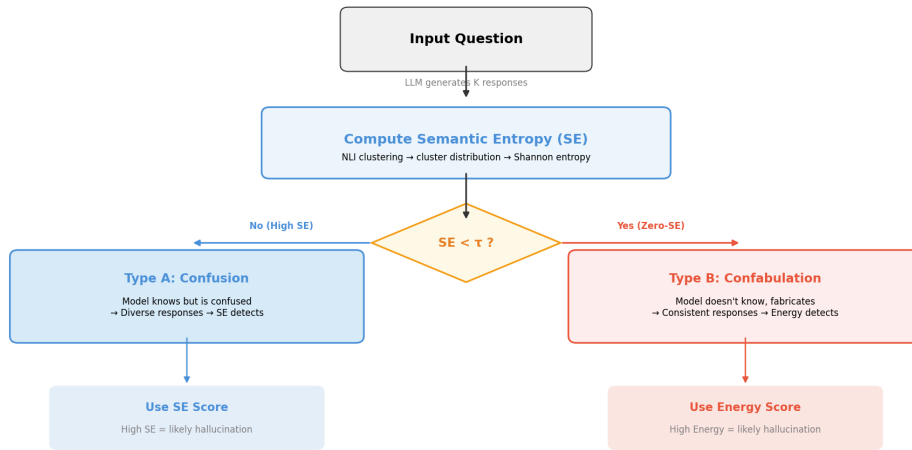 Input Question
LLM generates K responses
Compute Semantic Entropy (SE)
NLI clustering → cluster distribution → Shannon entropy
No (High SE)
Yes (Zero-SE)
SE < τ ?
Type A: Confusion
Model knows but is confused
→ Diverse responses → SE detects
Type B: Confabulation
Model doesn't know, fabricates
→ Consistent responses → Energy detects
Use SE Score
High SE = likely hallucination
Use Energy Score
High Energy = likely hallucination